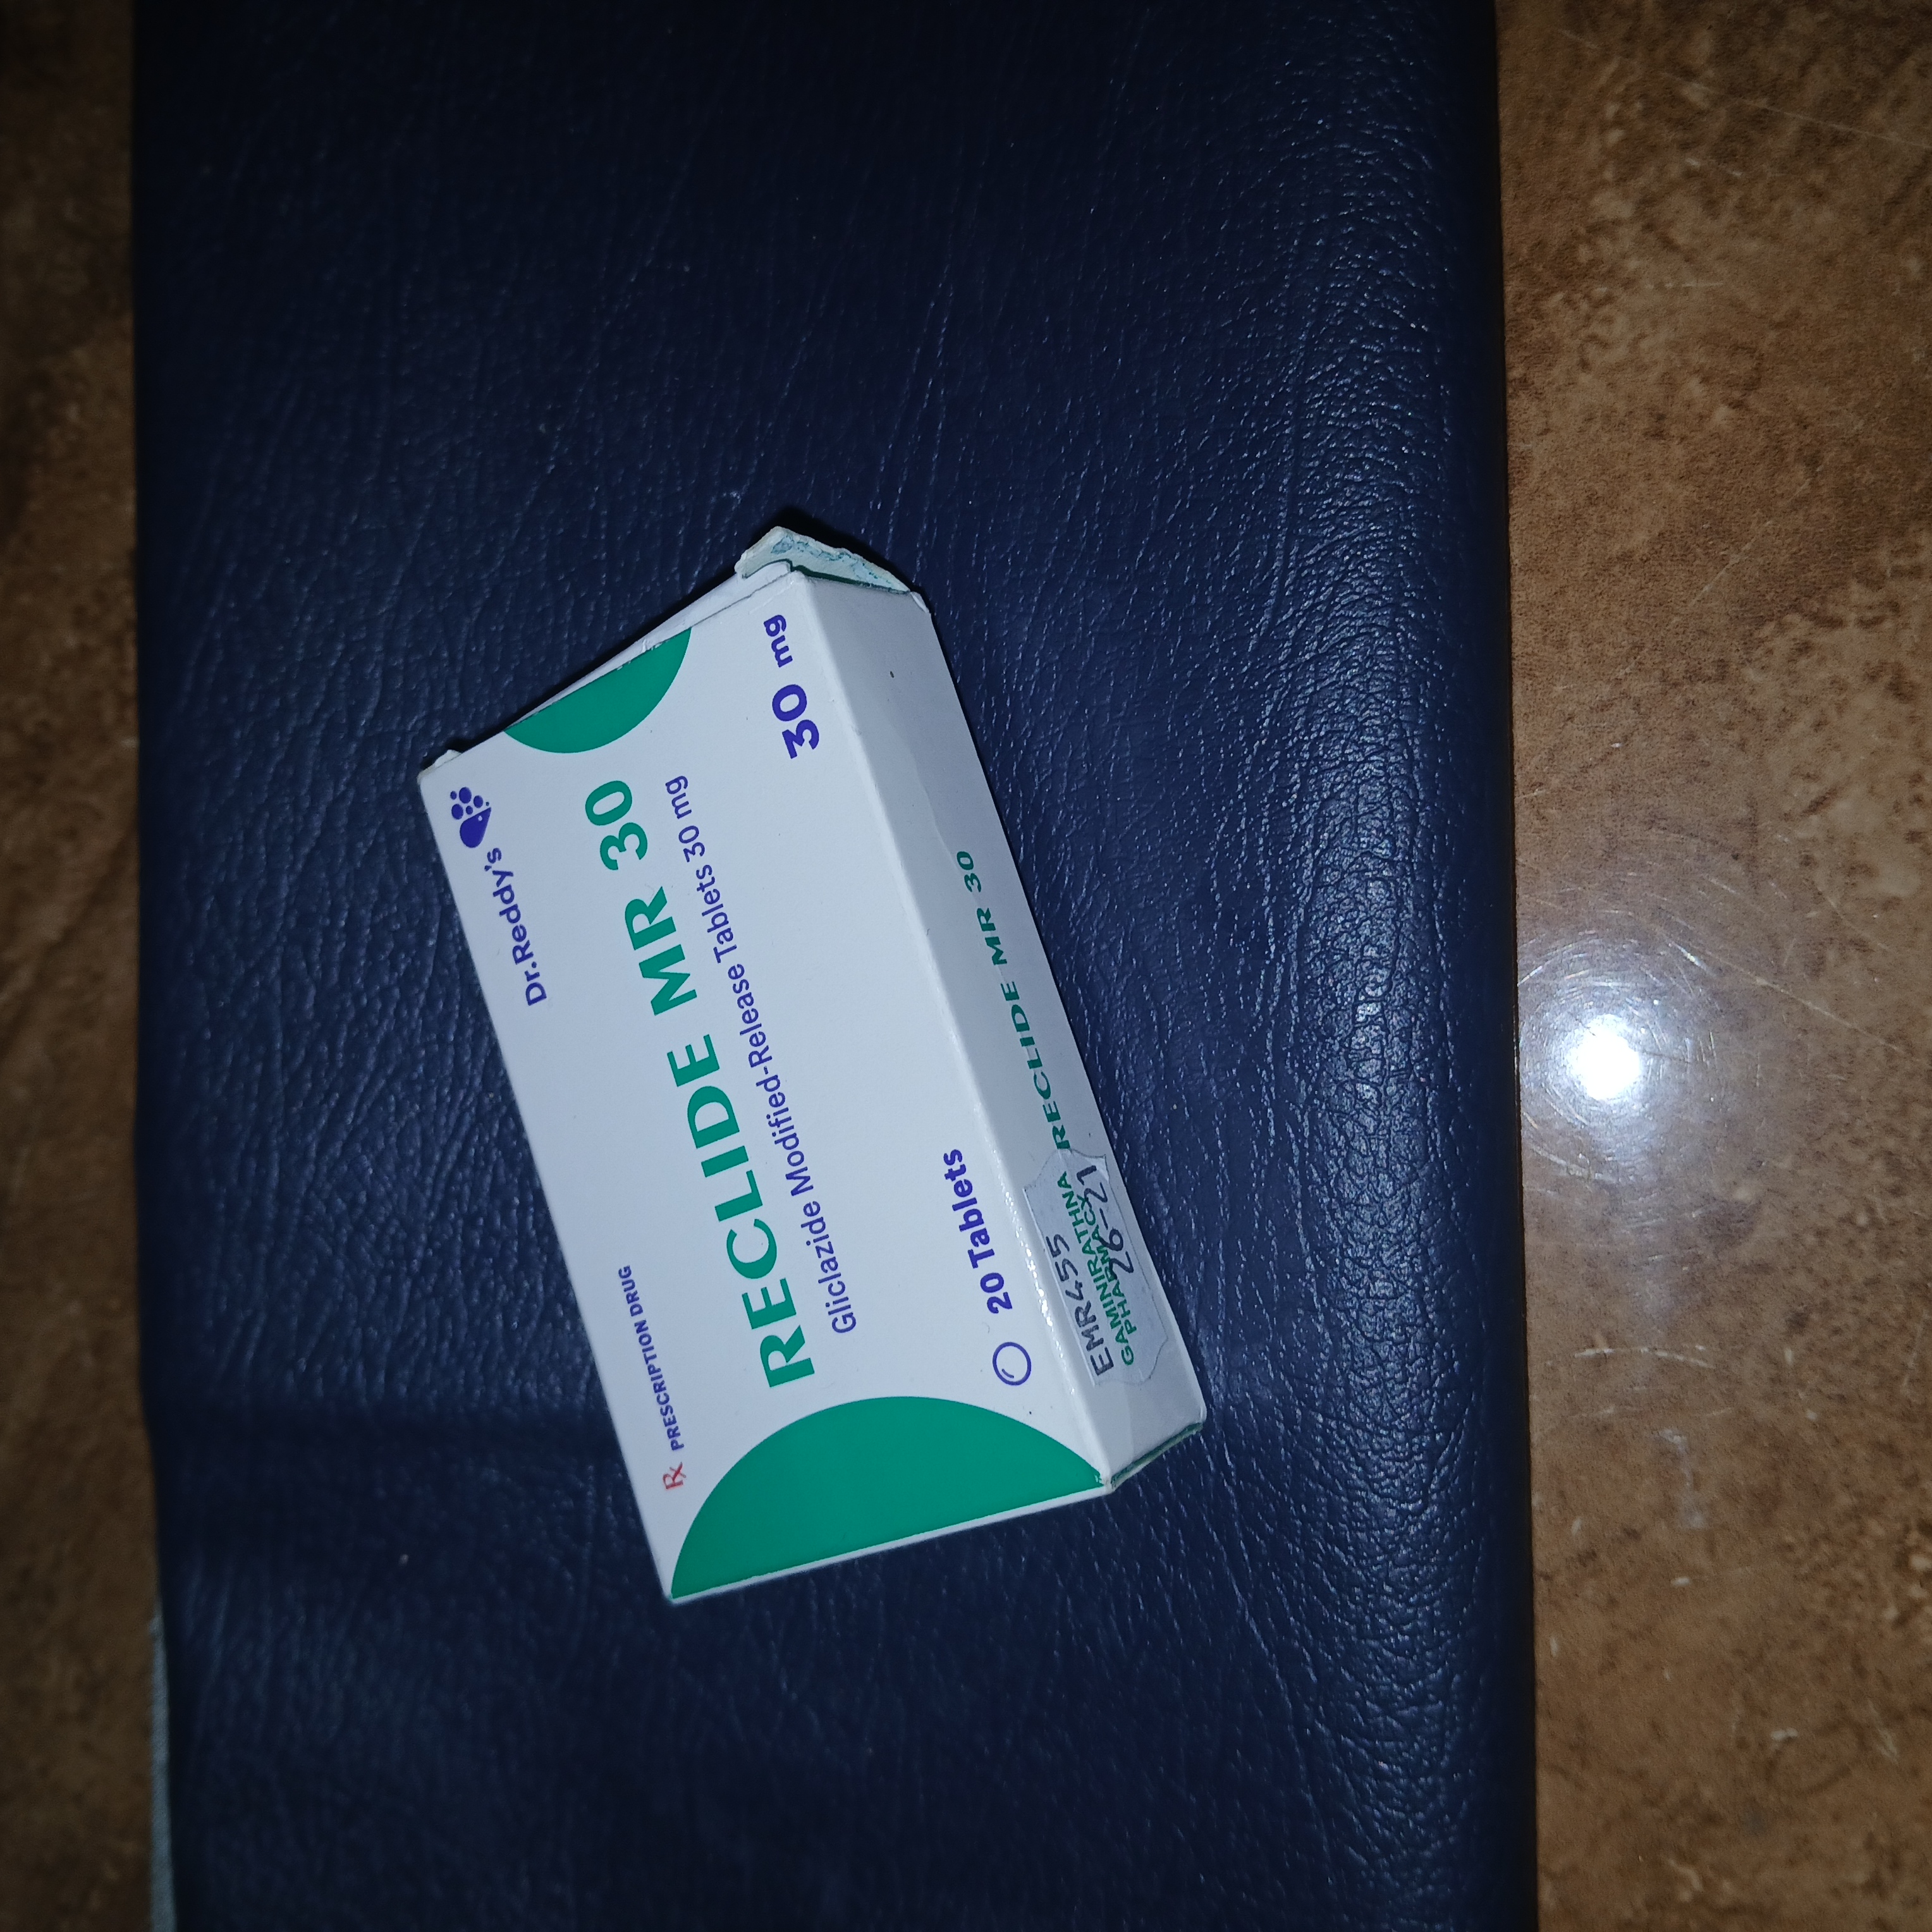 Rx PRESCRIPTION DRUG
Dr.Reddy's
RECLIDE MR 30
Gliclazide Modified-Release Tablets 30 mg
20 Tablets
30 mg
EMR455
GAMINIRATHNA
PHARMACY
26-21
RECLIDE MR 30